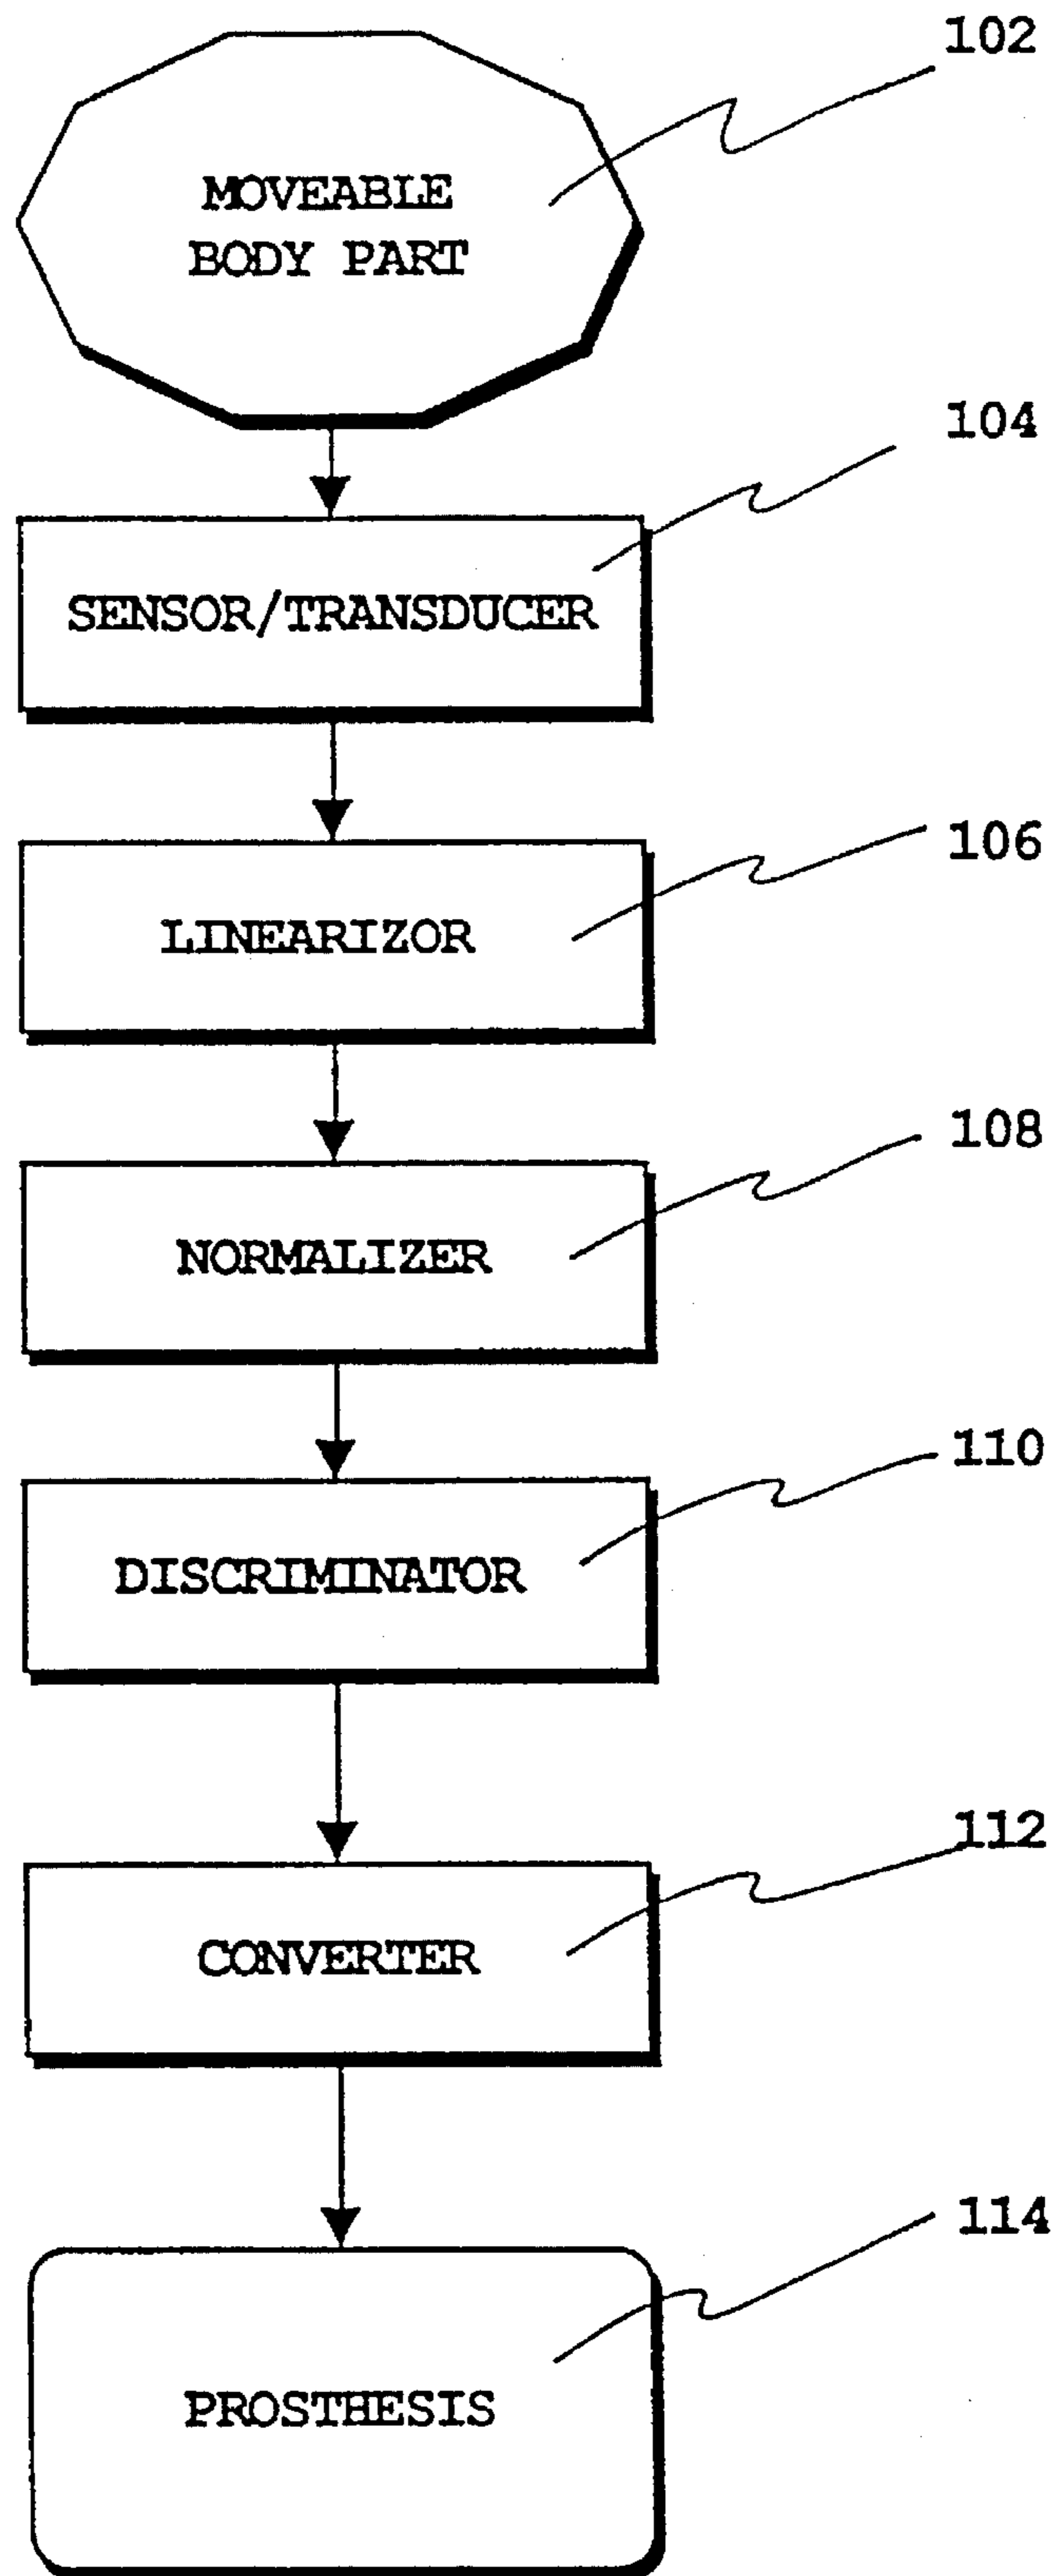 102
MOVEABLE
BODY PART
104
SENSOR/TRANSDUCER
106
LINEARIZOR
108
NORMALIZER
110
DISCRIMINATOR
112
CONVERTER
114
PROSTHESIS